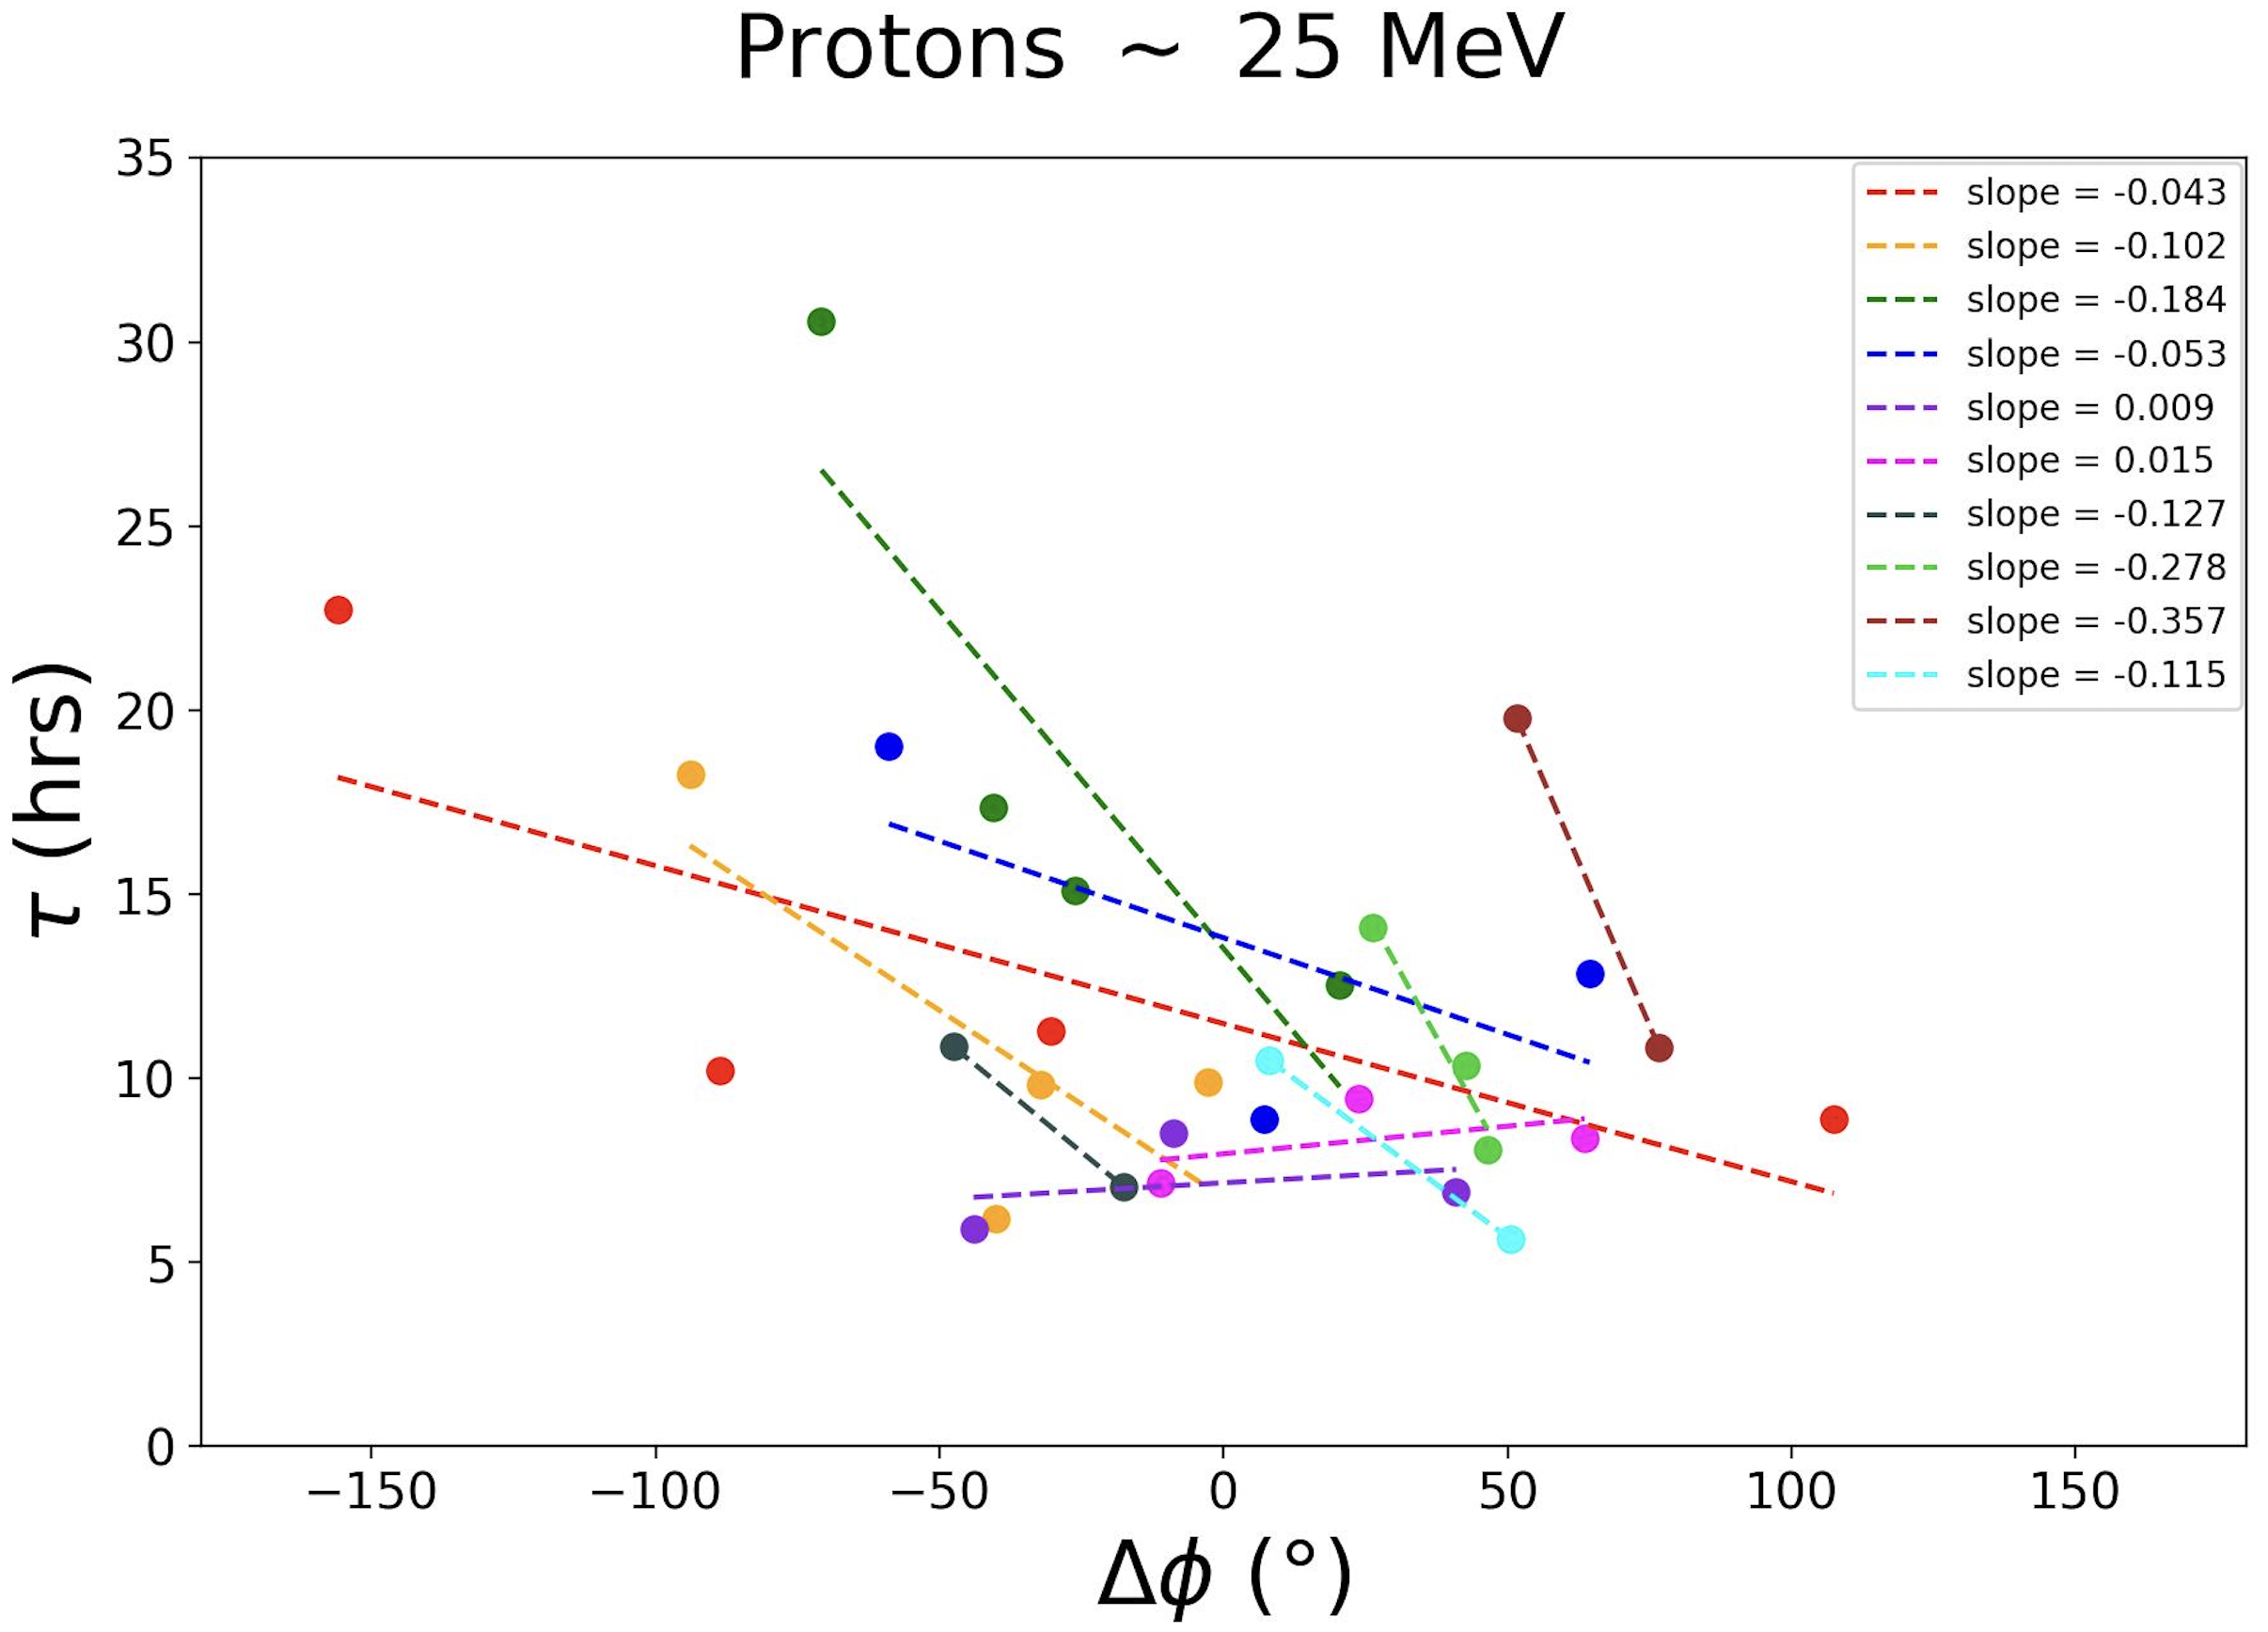 Protons ~ 25 MeV
35
30
25
20
15
10
5
0
τ (hrs)
slope = -0.043
slope = -0.102
slope = -0.184
slope = -0.053
slope = 0.009
slope = 0.015
slope = -0.127
slope = -0.278
slope = -0.357
slope = -0.115
−150 −100 −50 0 50 100 150
Δϕ (°)